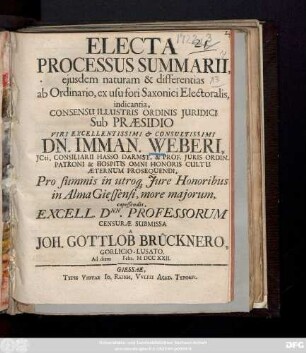 ELECTA
PROCESSUS SUMMARII,
ejusdem naturam & differentias
ab Ordinario, ex usu fori Saxonici Electoralis,
indicantia,
CONSENSU ILLUSTRIS ORDINIS JURIDICI
Sub PRÆSIDIO
VIRI EXCELLENTISSIMI & CONSULTISSIMI
DN. IMMAN. WEBERI,
JCti, CONSILIARII HASSO DARMST. & PROF. JURIS ORDIN.
PATRONI & HOSPITIS OMNI HONORIS CULTU
ÆTERNUM PROSEQUENDI,
Pro summis in utroq; Jure Honoribus
in Alma Giessensi, more majorum,
capessendis,
EXCELL. DNN. PROFESSORUM
CENSURÆ SUBMISSA
A
JOH. GOTTLOB BRÜCKNERO,
GORLICIO-LUSATO,
Ad diem Febr. M DCC XXII.
GIESSAE,